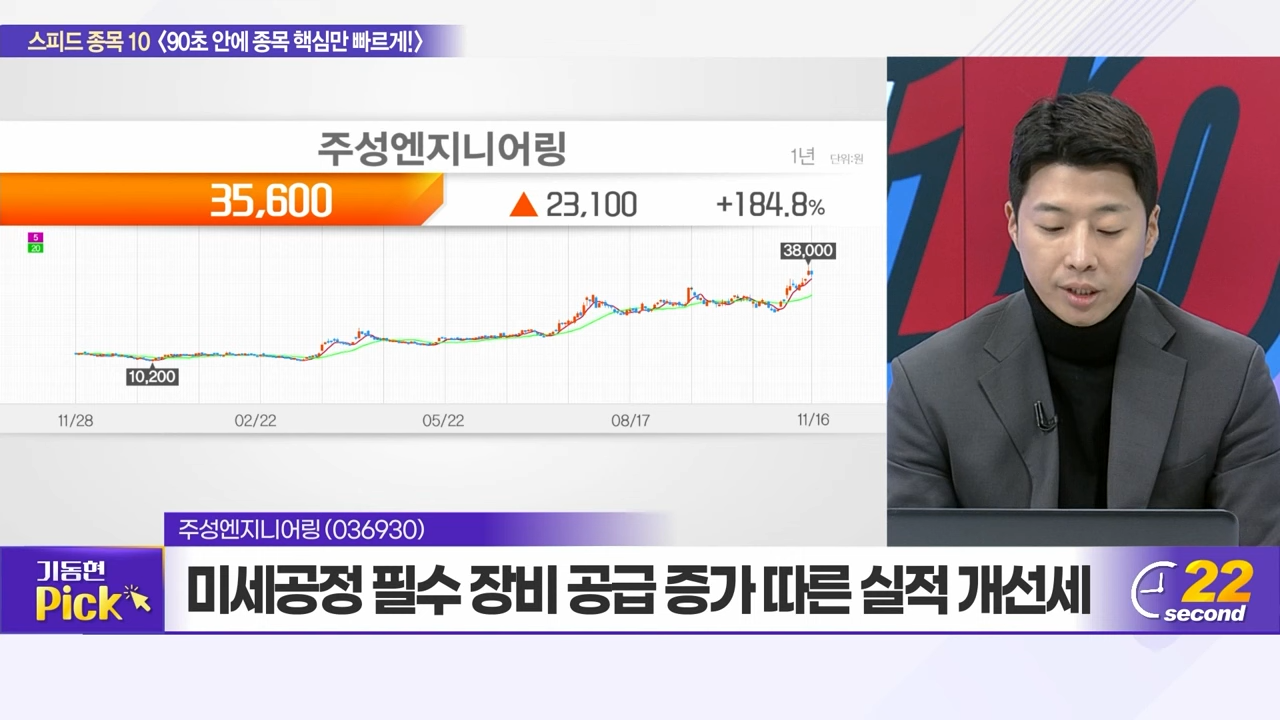 스피드 종목 10 〈90초 안에 종목 핵심만 빠르게!〉
주성엔지니어링
1년 단위:원
35,600 ▲ 23,100 +184.8%
5
20
38,000
10,200
11/28 02/22 05/22 08/17 11/16
주성엔지니어링 (036930)
기동현
Pick
미세공정 필수 장비 공급 증가 따른 실적 개선세
22
second
10